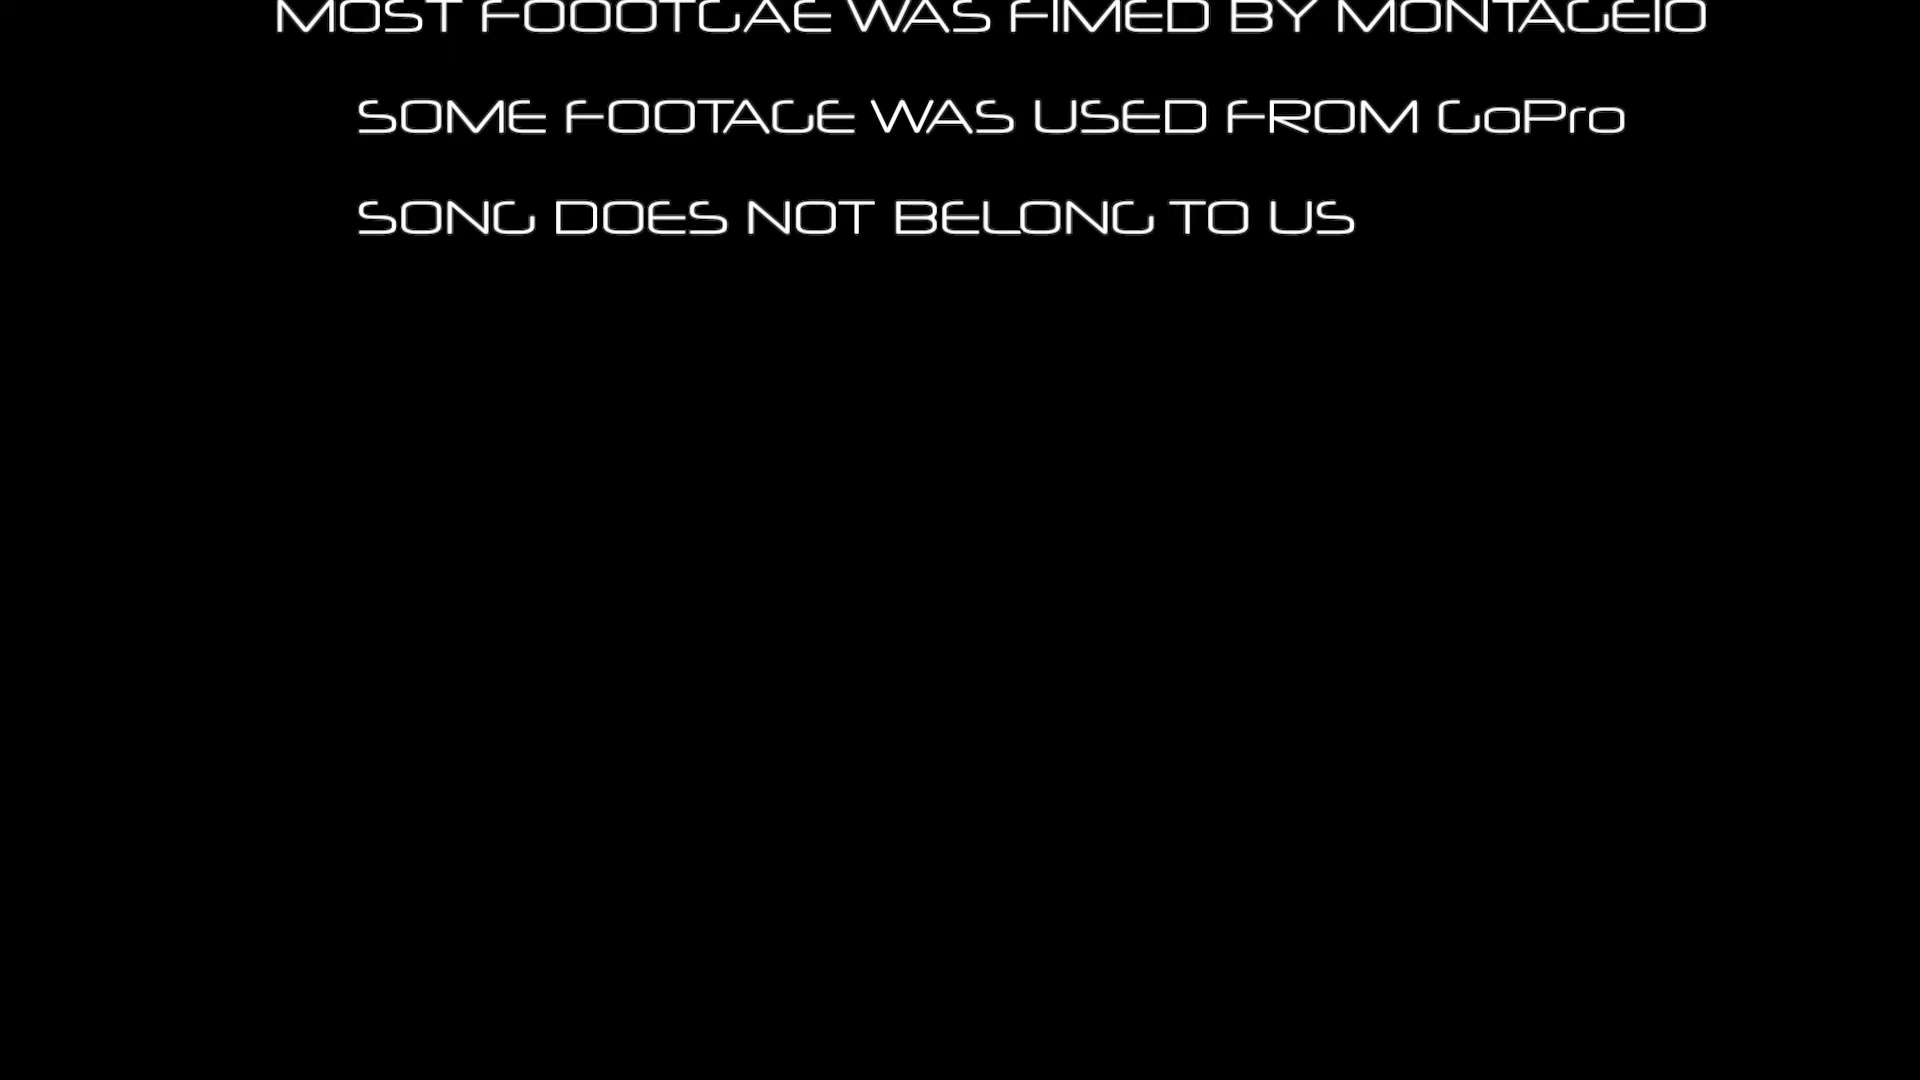 MOST FOOOTGAE WAS FIMED BY MONTAGEIO
SOME FOOTAGE WAS USED FROM GoPro
SONG DOES NOT BELONG TO US